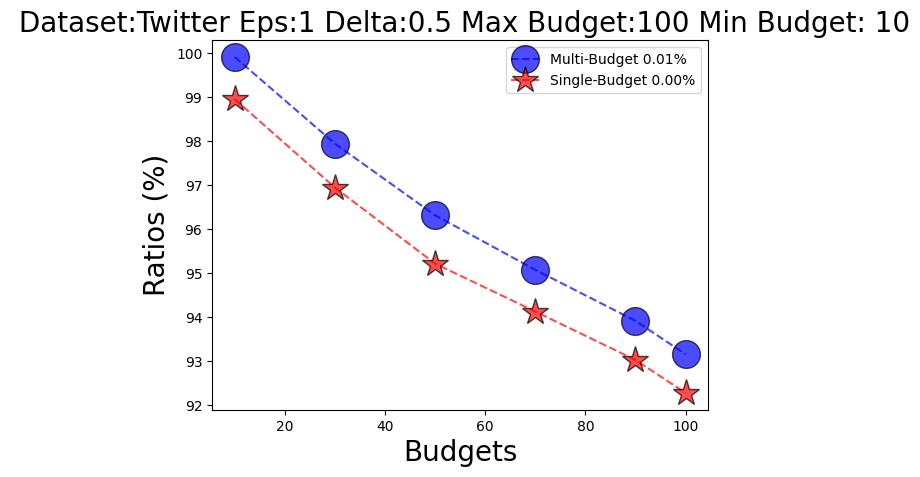 Dataset:Twitter Eps:1 Delta:0.5 Max Budget:100 Min Budget: 10
Multi-Budget 0.01%
Single-Budget 0.00%
Ratios (%)
100
99
98
97
96
95
94
93
92
20
40
60
80
100
Budgets